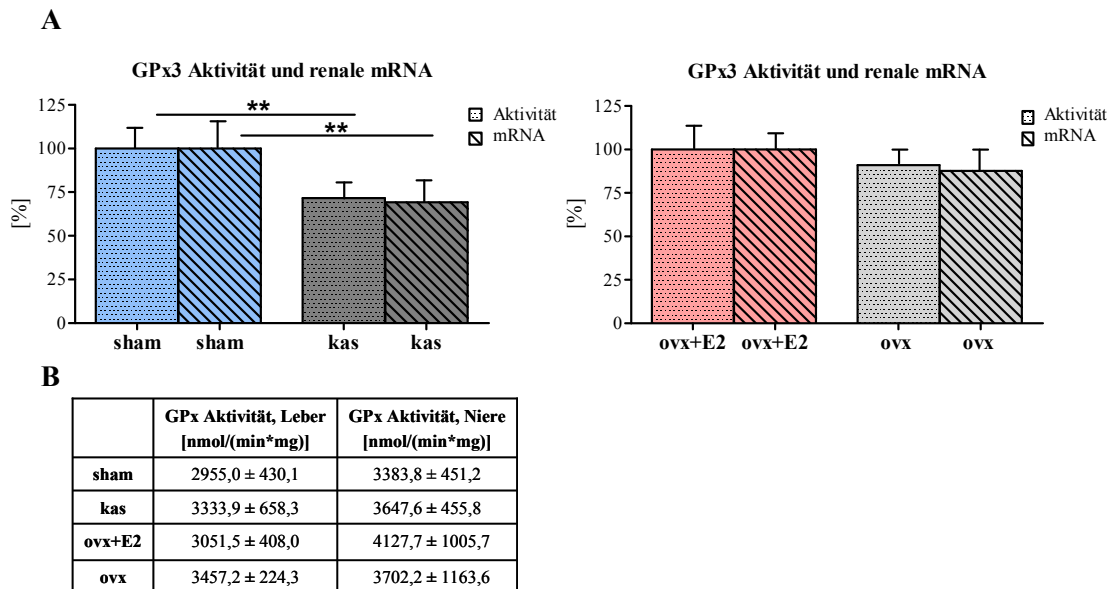 A
GPx3 Aktivität und renale mRNA
125
100
75
50
25
0
[%]
**
**
Aktivität
mRNA
sham sham kas kas
GPx3 Aktivität und renale mRNA
125
100
75
50
25
0
[%]
Aktivität
mRNA
ovx+E2 ovx+E2 ovx ovx
B
GPx Aktivität, Leber GPx Aktivität, Niere
[nmol/(min*mg)] [nmol/(min*mg)]
sham 2955,0 ± 430,1 3383,8 ± 451,2
kas 3333,9 ± 658,3 3647,6 ± 455,8
ovx+E2 3051,5 ± 408,0 4127,7 ± 1005,7
ovx 3457,2 ± 224,3 3702,2 ± 1163,6